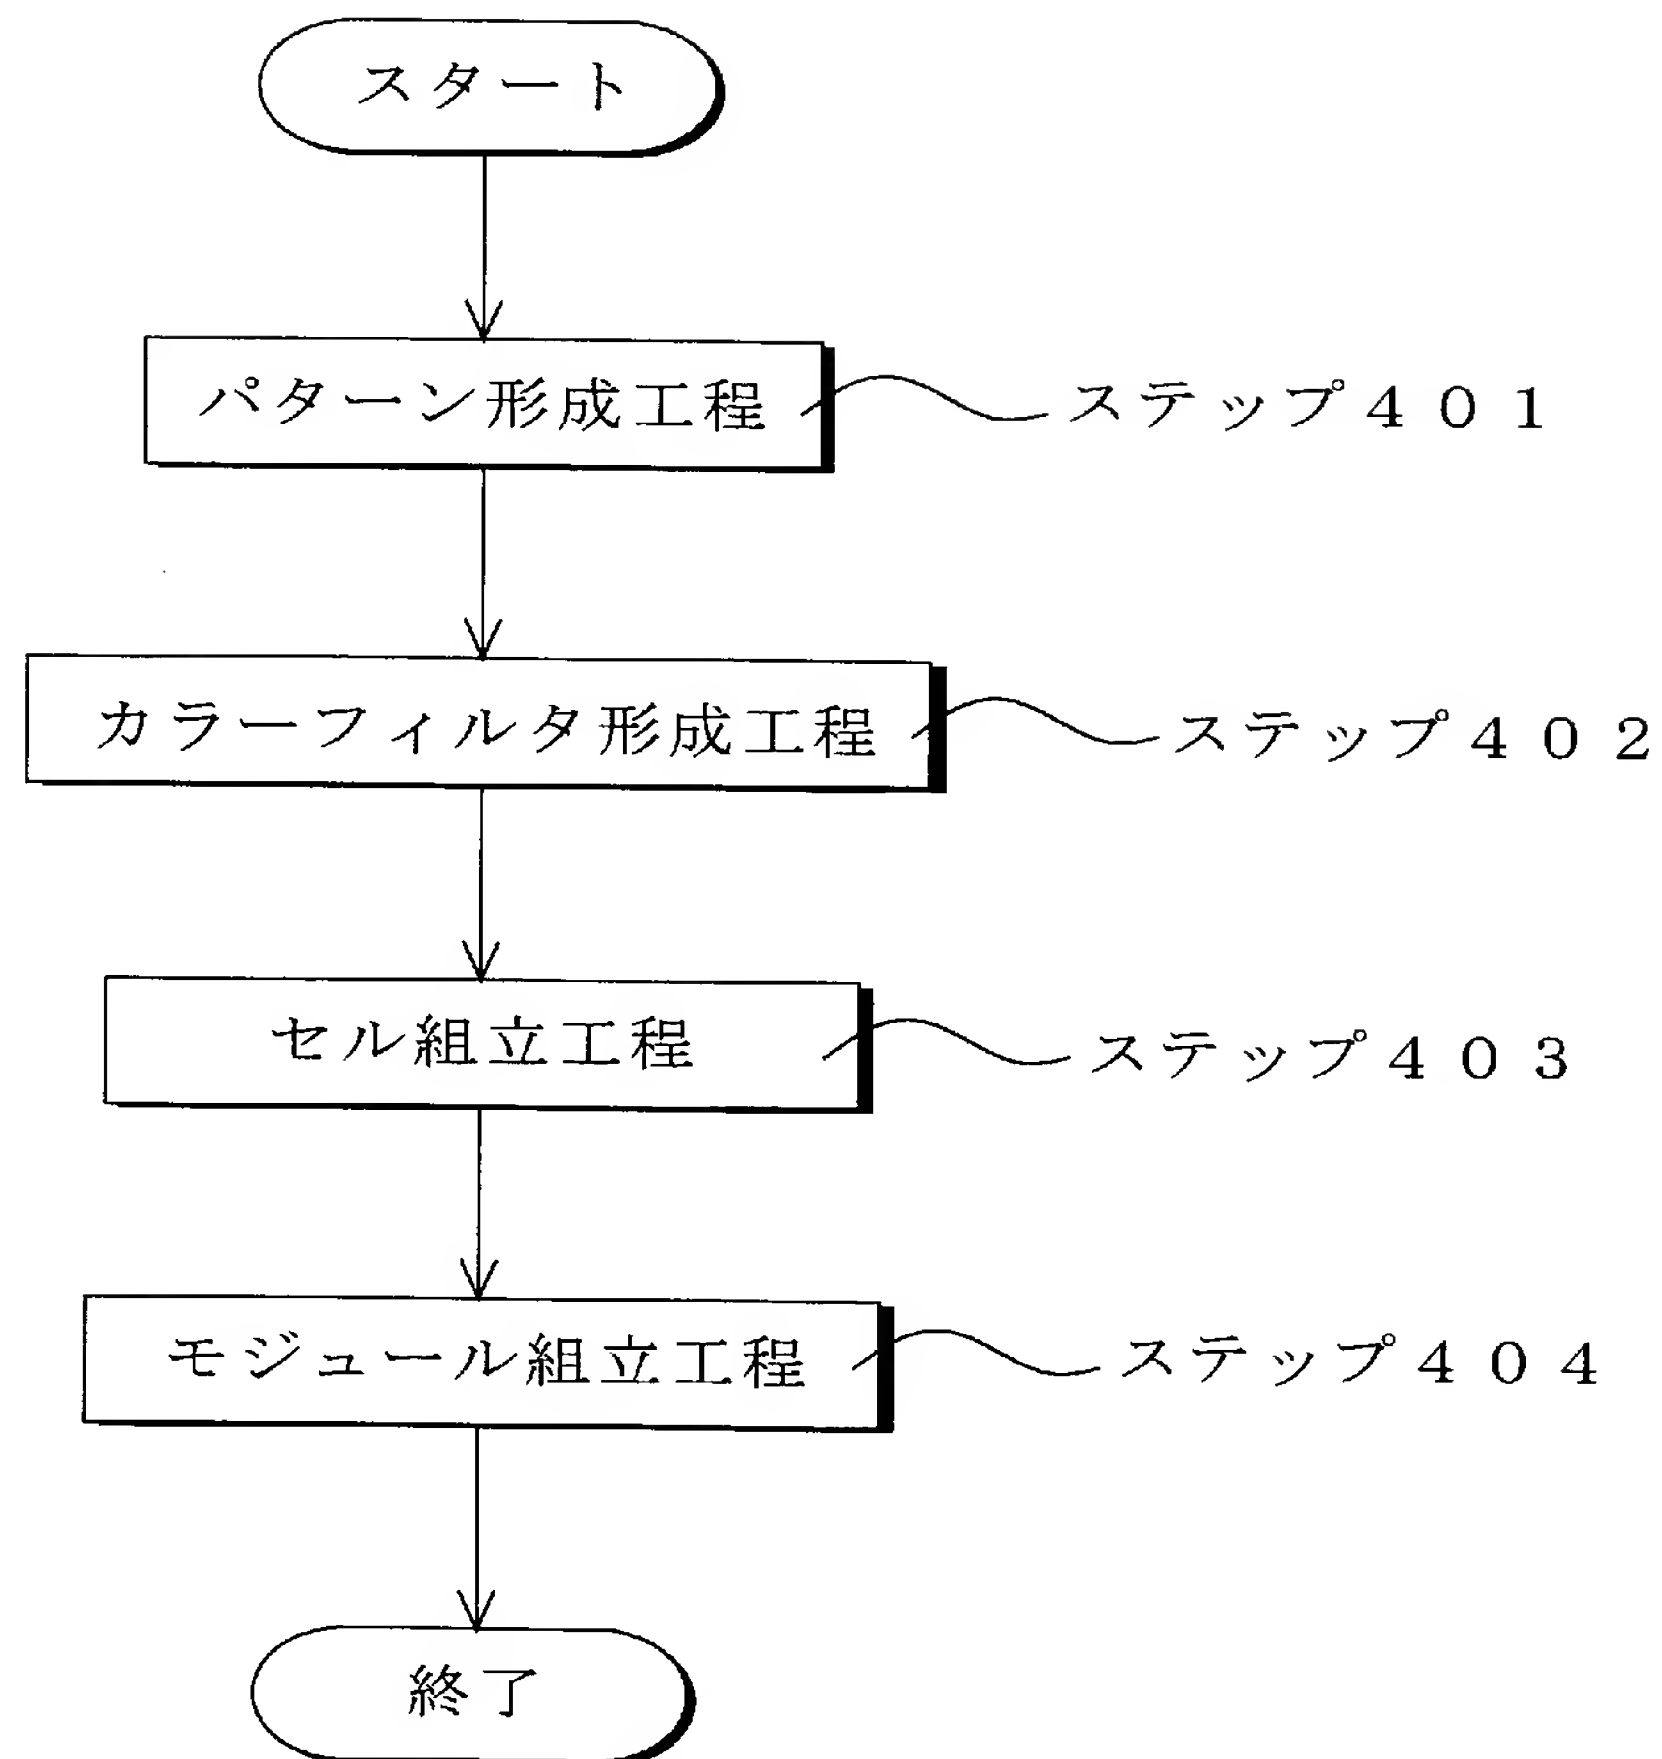 スタート
パターン形成工程
ステップ401
カラーフィルタ形成工程
ステップ402
セル組立工程
ステップ403
モジュール組立工程
ステップ404
終了